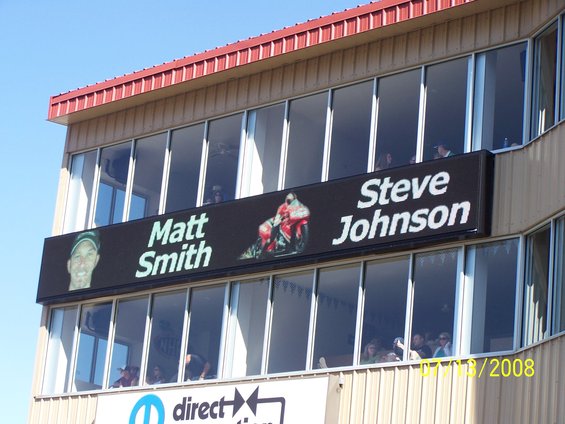 Matt
Smith
Steve
Johnson
direct
07/13/2008